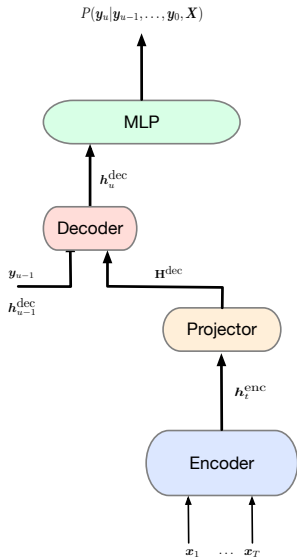 P(y_u|y_{u−1}, . . . , y_0, X)
MLP
h_u^{dec}
Decoder
y_{u−1}
H^{dec}
h_{u−1}^{dec}
Projector
h_t^{enc}
Encoder
x_1 ... x_T